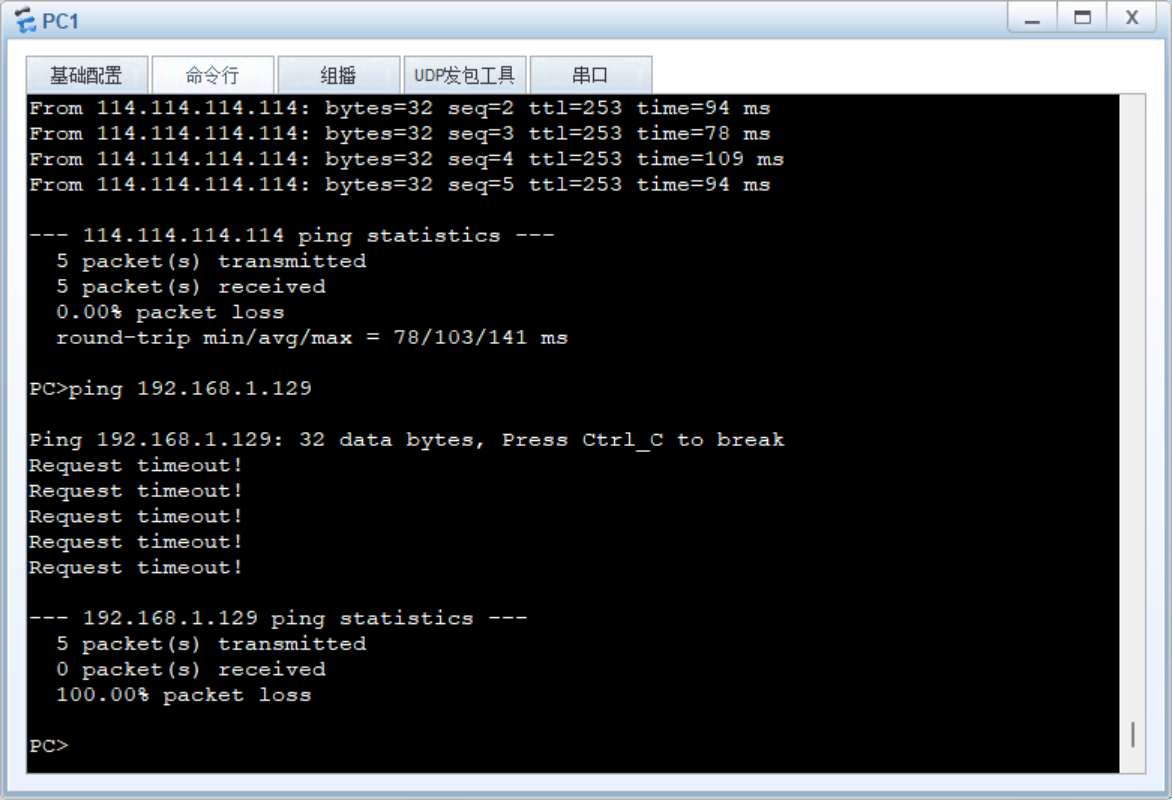 PC1
基础配置 命令行 组播 UDP发包工具 串口
From 114.114.114.114: bytes=32 seq=2 ttl=253 time=94 ms
From 114.114.114.114: bytes=32 seq=3 ttl=253 time=78 ms
From 114.114.114.114: bytes=32 seq=4 ttl=253 time=109 ms
From 114.114.114.114: bytes=32 seq=5 ttl=253 time=94 ms
--- 114.114.114.114 ping statistics ---
5 packet(s) transmitted
5 packet(s) received
0.00% packet loss
round-trip min/avg/max = 78/103/141 ms
PC>ping 192.168.1.129
Ping 192.168.1.129: 32 data bytes, Press Ctrl_C to break
Request timeout!
Request timeout!
Request timeout!
Request timeout!
Request timeout!
--- 192.168.1.129 ping statistics ---
5 packet(s) transmitted
0 packet(s) received
100.00% packet loss
PC>